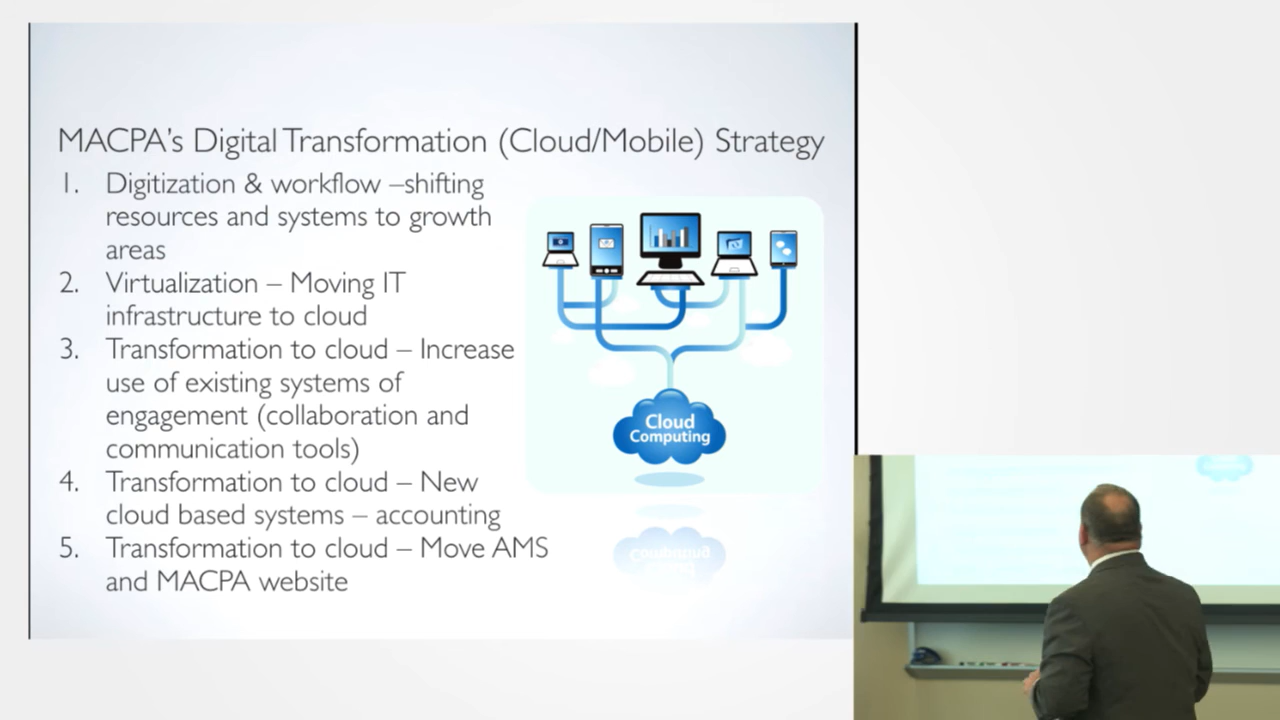 MACPA's Digital Transformation (Cloud/Mobile) Strategy
1. Digitization & workflow –shifting
resources and systems to growth
areas
2. Virtualization – Moving IT
infrastructure to cloud
3. Transformation to cloud – Increase
use of existing systems of
engagement (collaboration and
communication tools)
4. Transformation to cloud – New
cloud based systems – accounting
5. Transformation to cloud – Move AMS
and MACPA website
Cloud
Computing